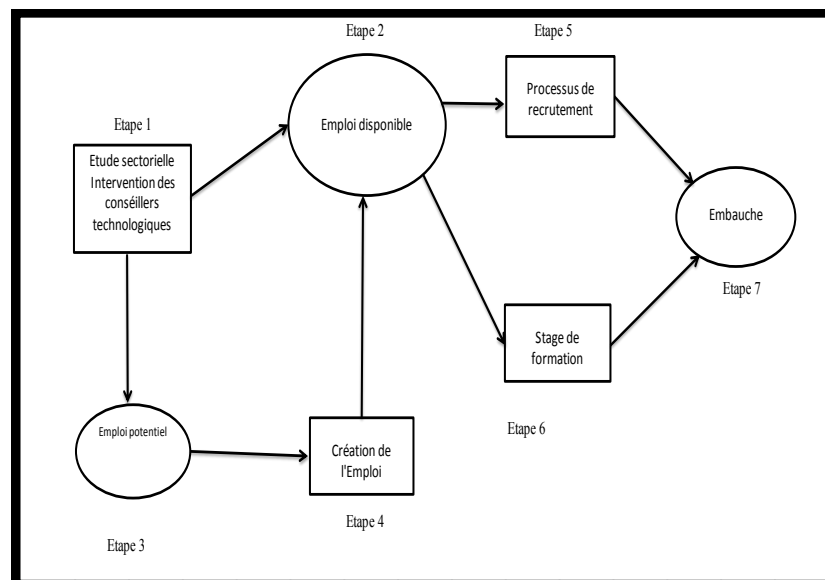 Etape 1
Etude sectorielle
Intervention des
conséillers
technologiques
Etape 2
Emploi disponible
Etape 3
Emploi potentiel
Etape 4
Création de
l'Emploi
Etape 5
Processus de
recrutement
Etape 6
Stage de
formation
Etape 7
Embauche